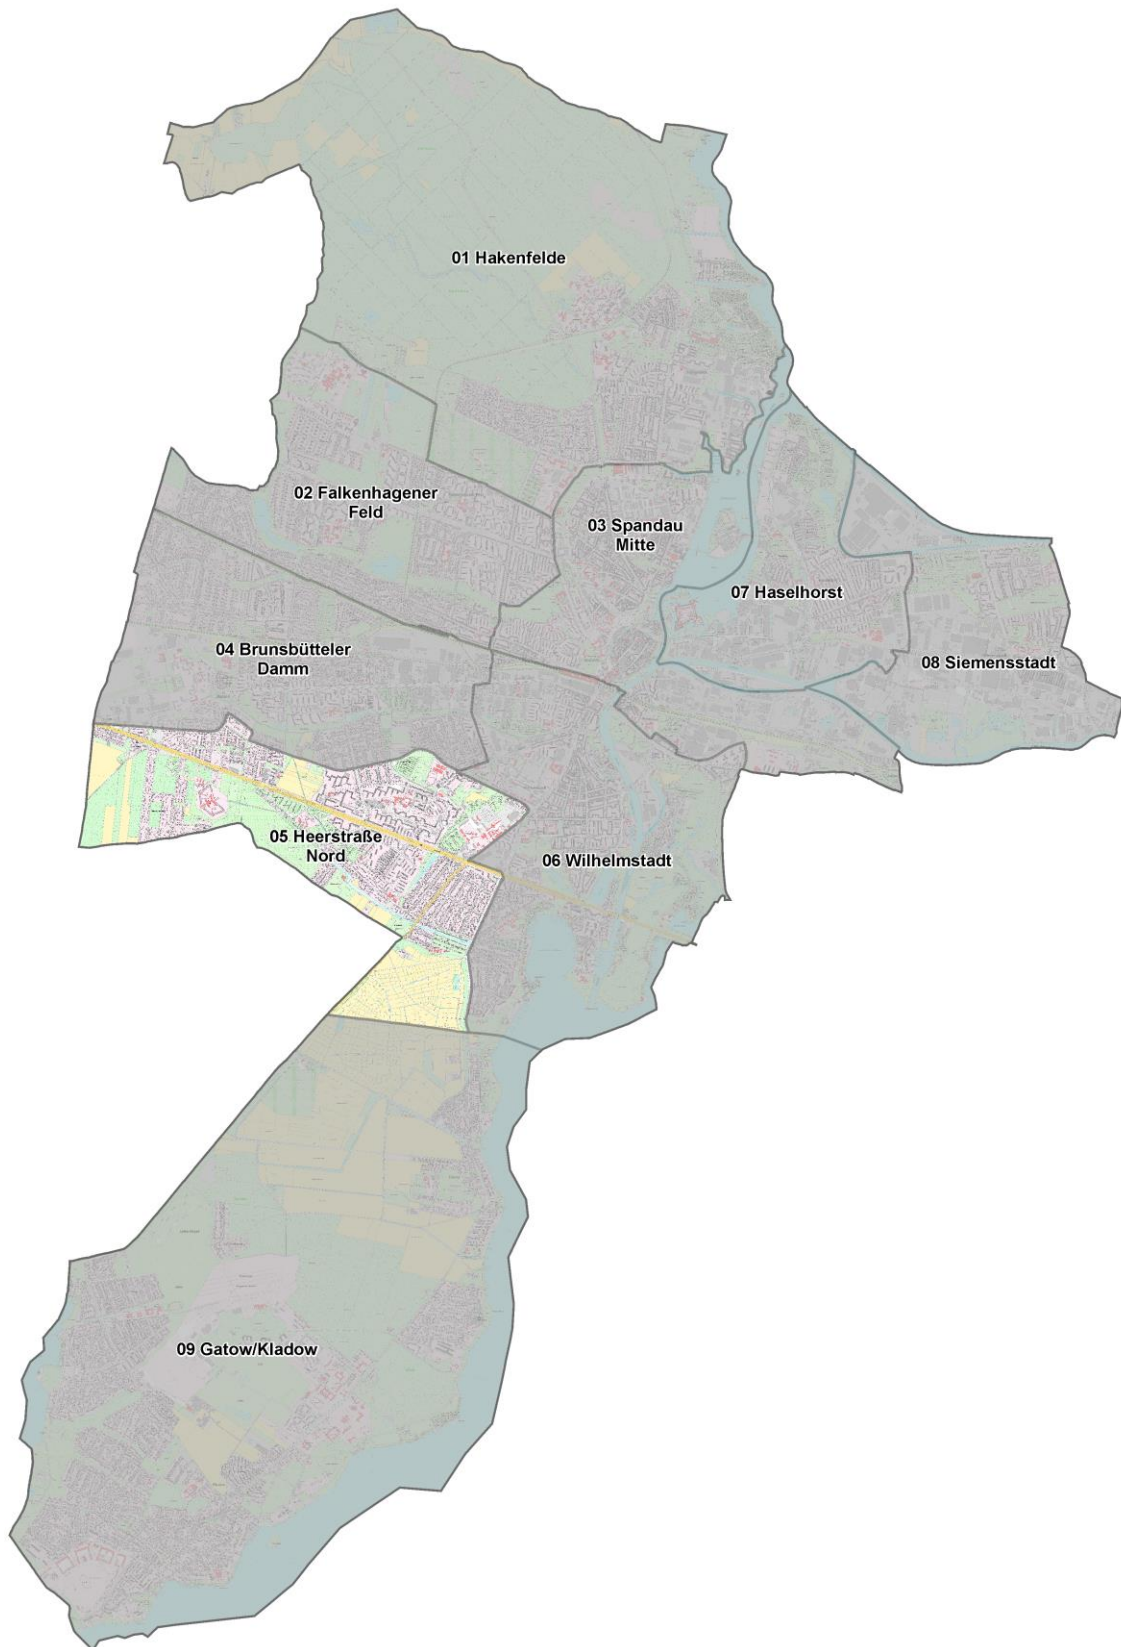 01 Hakenfelde
02 Falkenhagener
Feld
03 Spandau
Mitte
07 Haselhorst
04 Brunsbütteler
Damm
08 Siemensstadt
05 Heerstraße
Nord
06 Wilhelmstadt
09 Gatow/Kladow